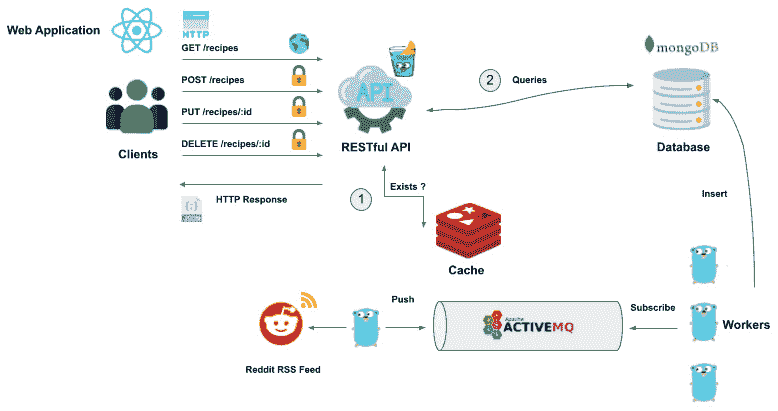 Web Application
HTTP
GET /recipes
POST /recipes
PUT /recipes/:id
DELETE /recipes/:id
Clients
HTTP Response
{;}
API
RESTful API
1
Exists ?
2
Queries
mongoDB
Database
Insert
Cache
Reddit RSS Feed
Push
Apache
ACTIVEMQ
Subscribe
Workers